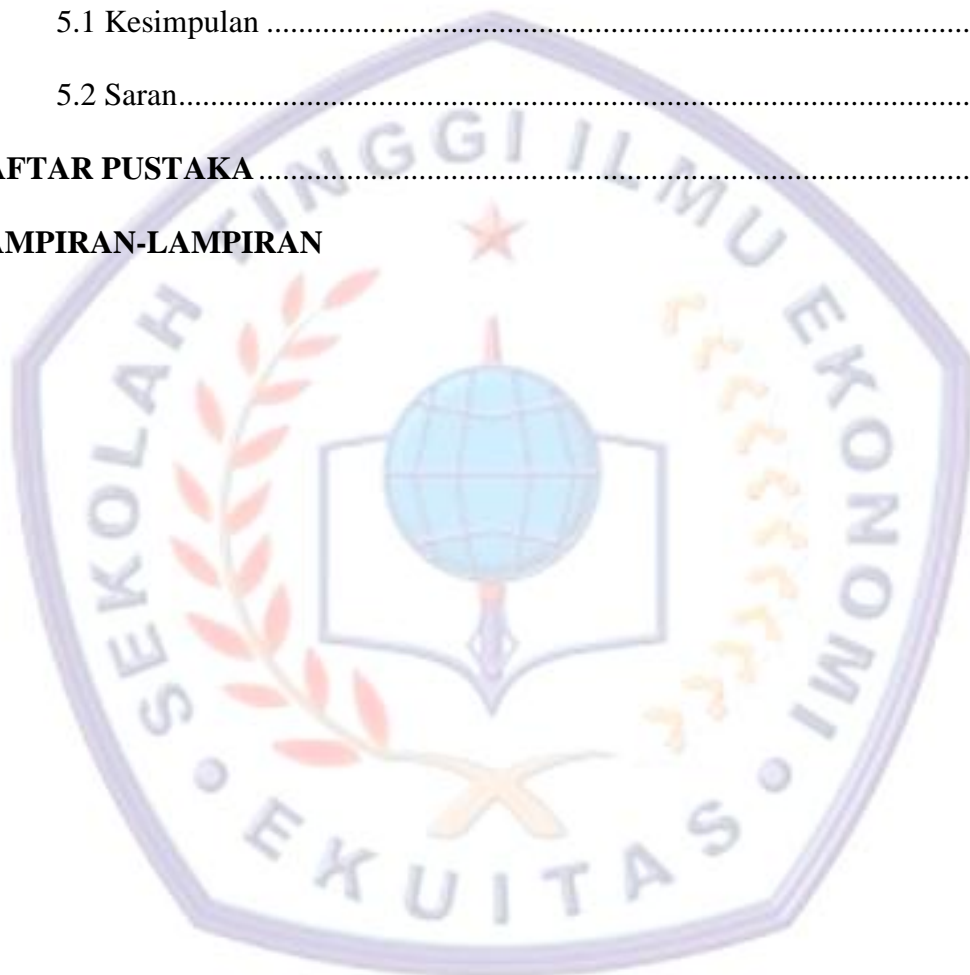 5.1 Kesimpulan ..........................................................................
5.2 Saran....................................................................................
AFTAR PUSTAKA...........................................................................
AMPIRAN-LAMPIRAN
SEKOLAH TINGGI ILMU EKONOMI
• EKUITAS •